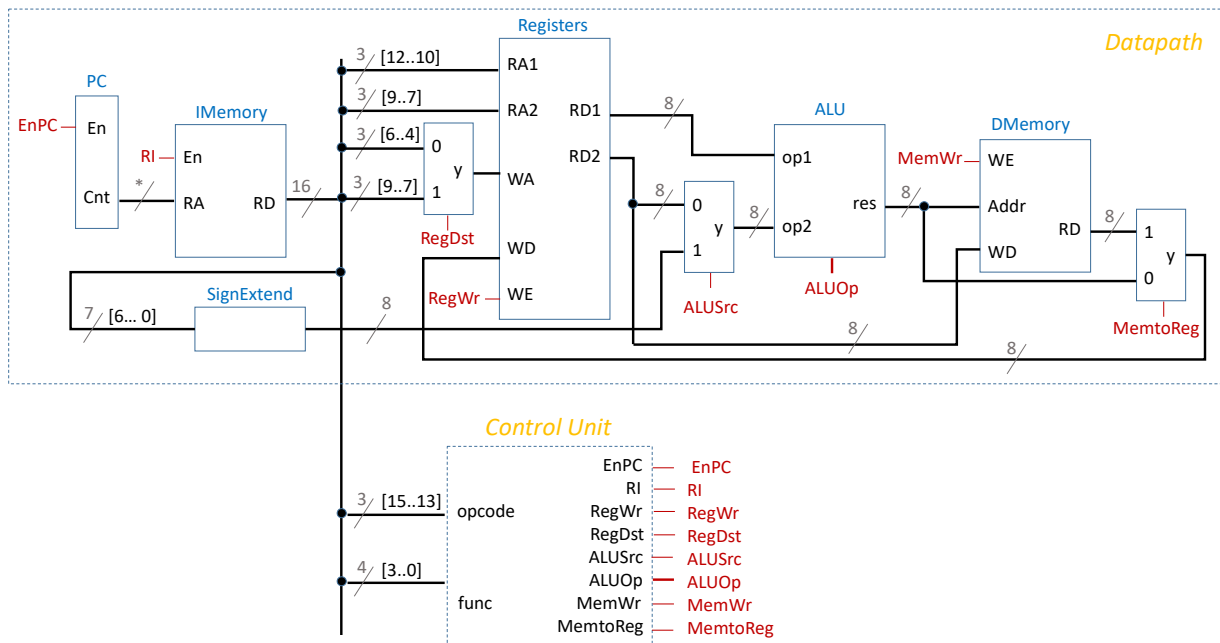 Datapath
Registers
PC
EnPC
En
Cnt
*
IMemory
RI
En
RA
RD
16
3 [12..10]
3 [9..7]
3 [6..4]
3 [9..7]
0
1
y
RegDst
RA1
RA2
WA
WD
WE
RD1
RD2
RegWr
8
8
0
1
y
ALUSrc
8
ALU
op1
op2
res
ALUOp
8
DMemory
MemWr
WE
Addr
WD
RD
8
1
0
y
MemtoReg
7 [6... 0]
SignExtend
8
8
8
Control Unit
3 [15..13]
opcode
4 [3..0]
func
EnPC EnPC
RI RI
RegWr RegWr
RegDst RegDst
ALUSrc ALUSrc
ALUOp ALUOp
MemWr MemWr
MemtoReg MemtoReg